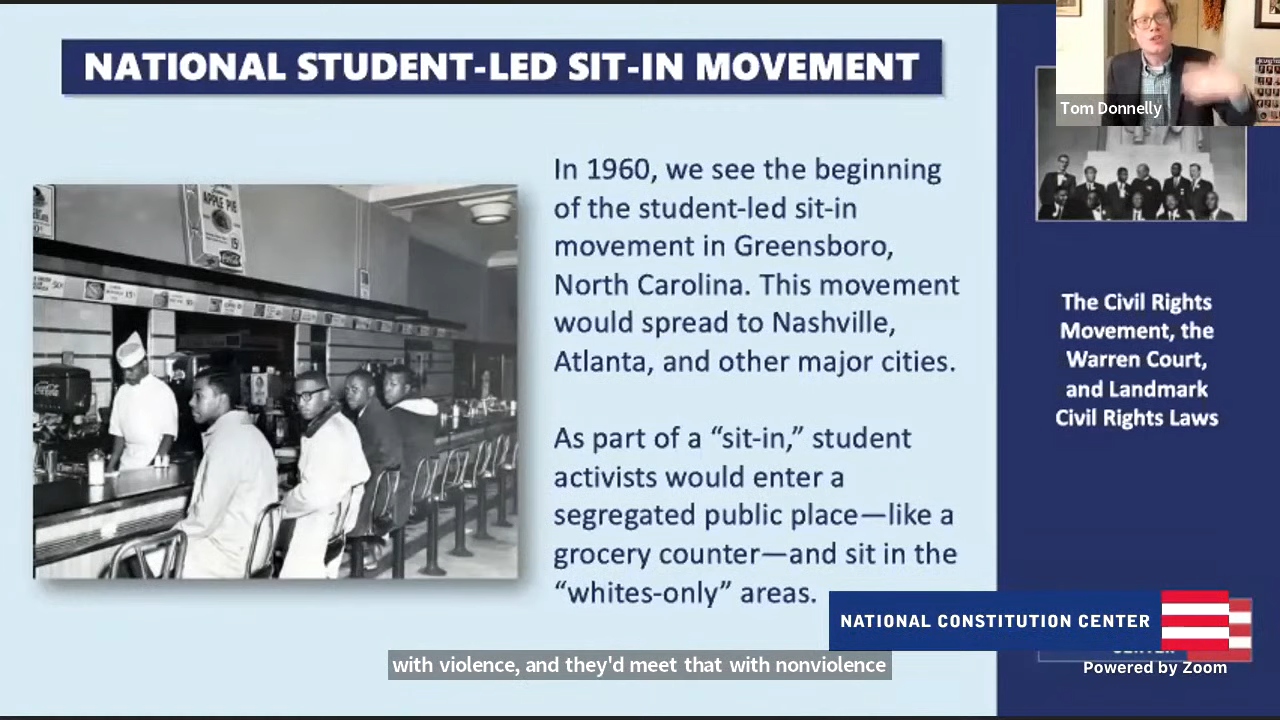 NATIONAL STUDENT-LED SIT-IN MOVEMENT
Tom Donnelly
APPLE PIE
15¢
In 1960, we see the beginning
of the student-led sit-in
movement in Greensboro,
North Carolina. This movement
would spread to Nashville,
Atlanta, and other major cities.
As part of a “sit-in,” student
activists would enter a
segregated public place—like a
grocery counter—and sit in the
“whites-only” areas.
The Civil Rights
Movement, the
Warren Court,
and Landmark
Civil Rights Laws
NATIONAL CONSTITUTION CENTER
with violence, and they'd meet that with nonviolence
Powered by Zoom